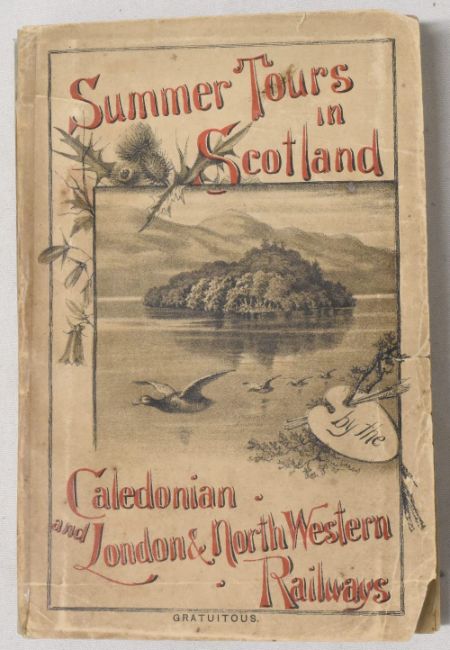 Summer Tours
in
Scotland
by the
Caledonian
and London & North Western
Railways
GRATUITOUS.